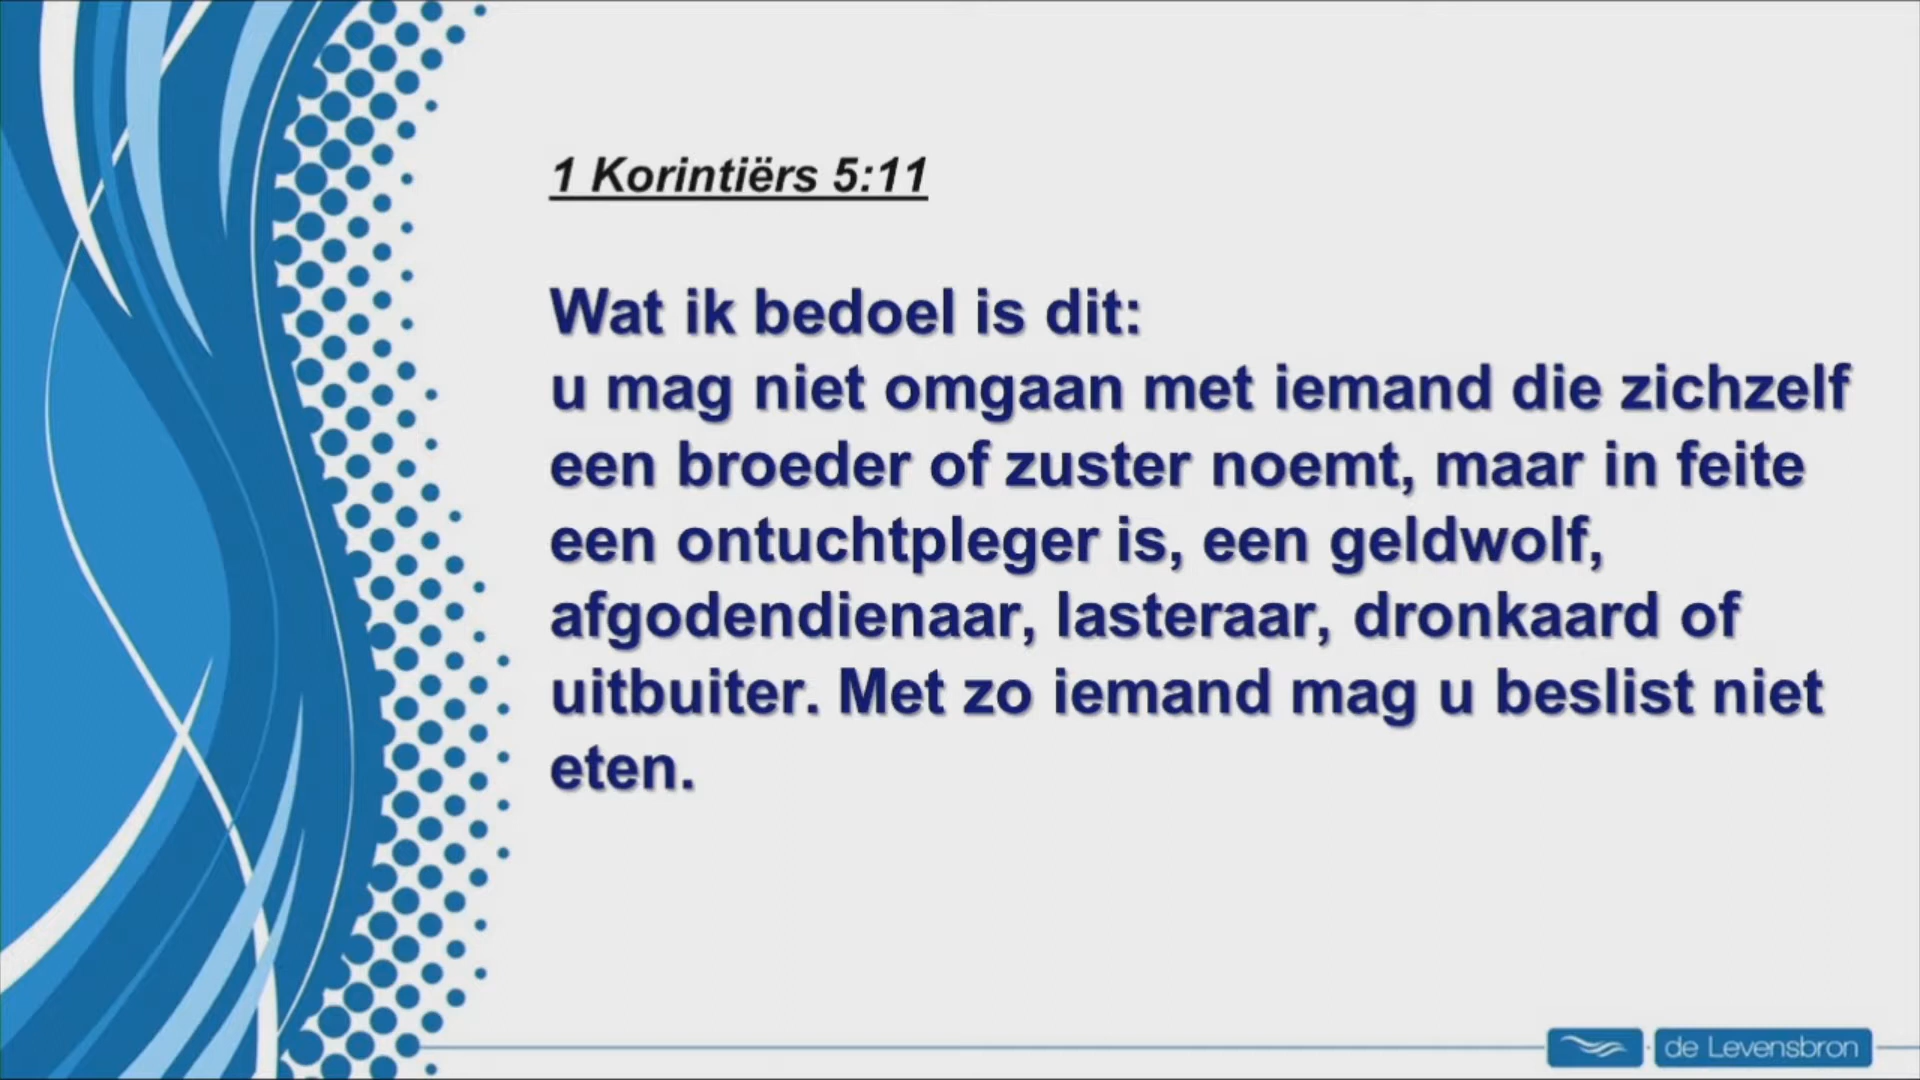 1 Korintiërs 5:11
Wat ik bedoel is dit:
u mag niet omgaan met iemand die zichzelf
een broeder of zuster noemt, maar in feite
een ontuchtpleger is, een geldwolf,
afgodendienaar, lasteraar, dronkaard of
uitbuiter. Met zo iemand mag u beslist niet
eten.
de Levensbron